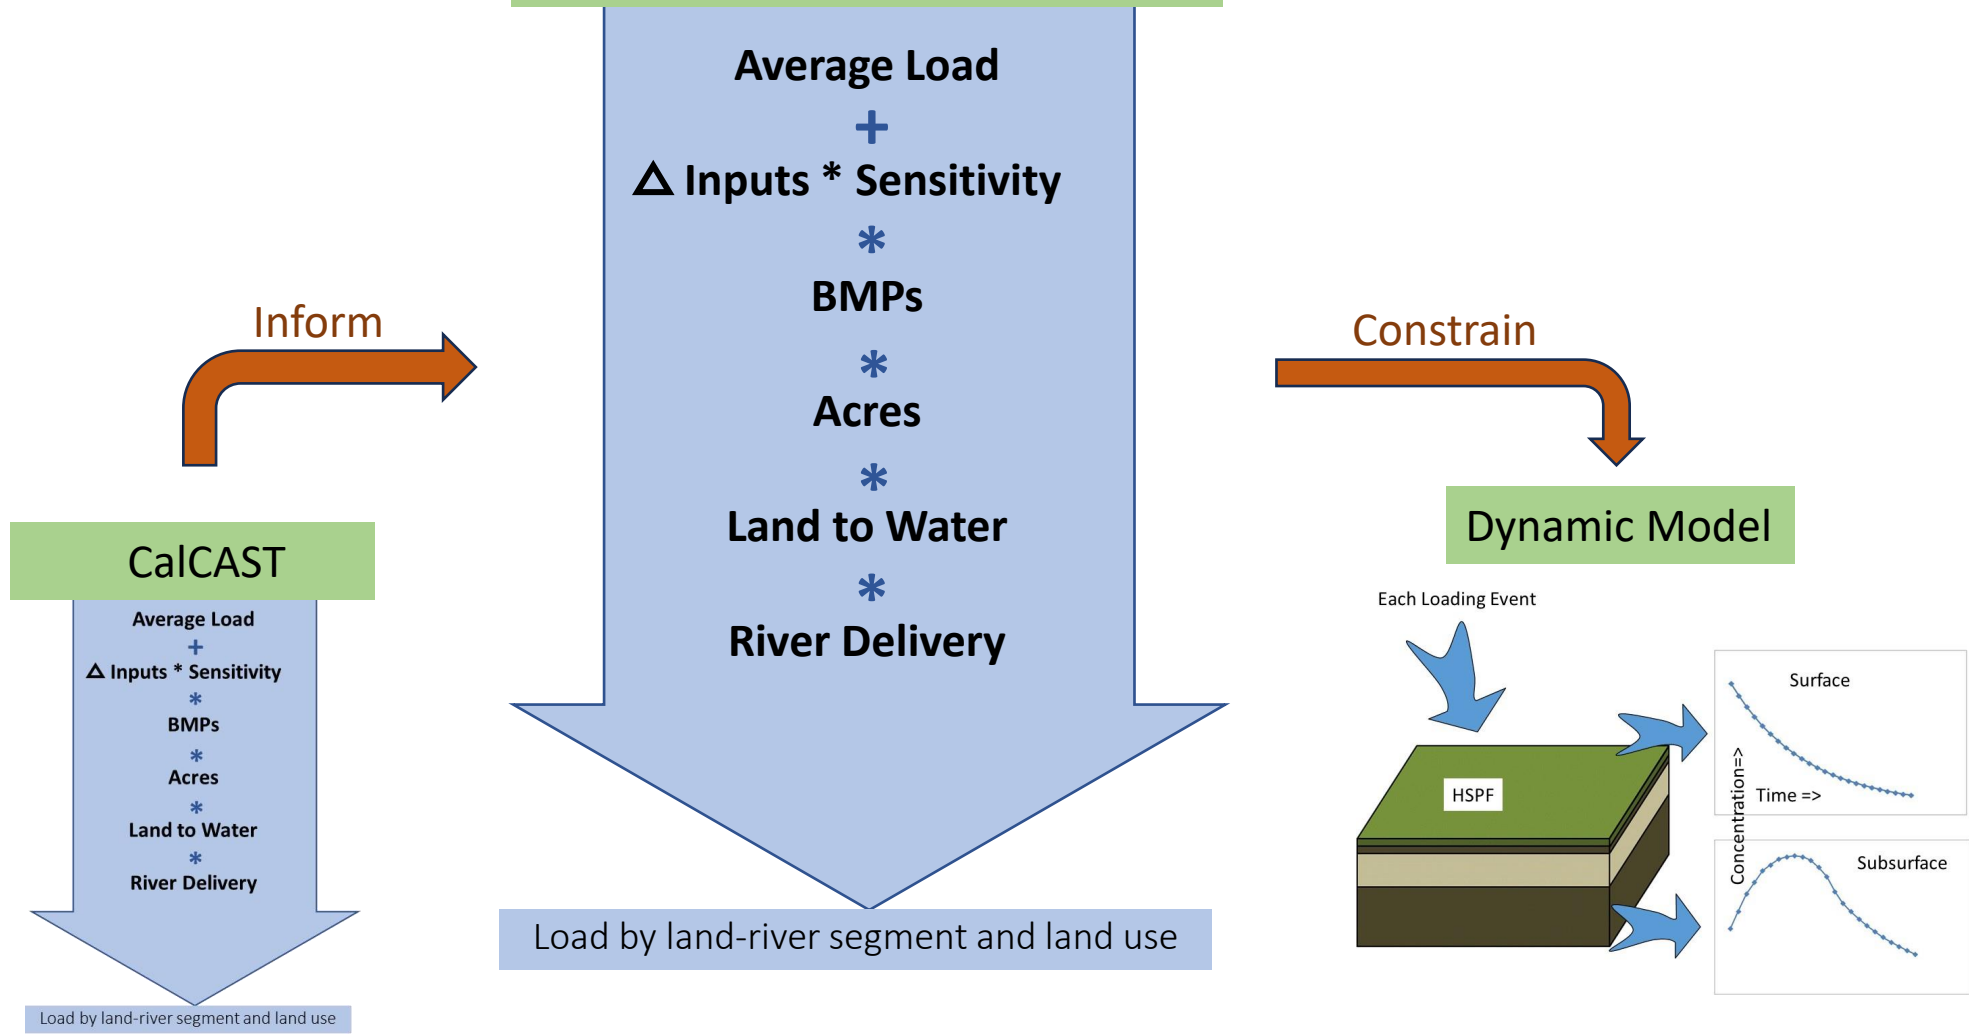 Average Load
+
Δ Inputs * Sensitivity
*
BMPs
*
Acres
*
Land to Water
*
River Delivery
Load by land-river segment and land use
Inform
CalCAST
Average Load
+
Δ Inputs * Sensitivity
*
BMPs
*
Acres
*
Land to Water
*
River Delivery
Load by land-river segment and land use
Constrain
Dynamic Model
Each Loading Event
HSPF
Surface
Concentration=>
Time =>
Subsurface